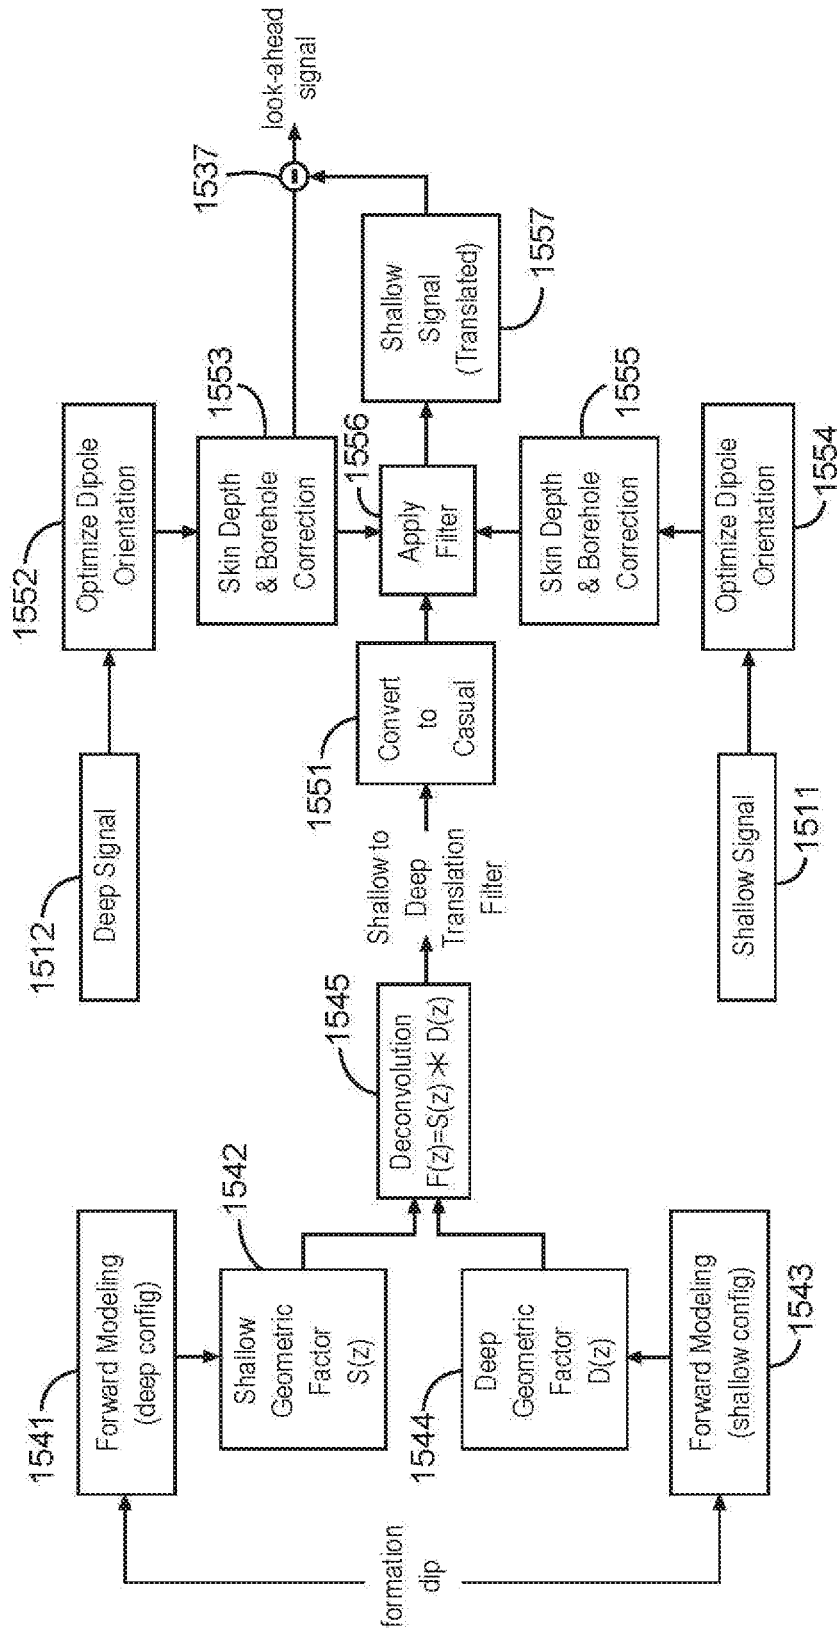 formation
dip
1541
Forward Modeling
(deep config)
1542
Shallow
Geometric
Factor
S(z)
1544
Deep
Geometric
Factor
D(z)
Forward Modeling
(shallow config)
1543
1545
Deconvolution
F(z)=S(z) * D(z)
Shallow to
Deep
Translation
Filter
1512
Deep Signal
1551
Convert
to
Casual
Shallow Signal
1511
1552
Optimize Dipole
Orientation
1553
Skin Depth
& Borehole
Correction
1556
Apply
Filter
1555
Skin Depth
& Borehole
Correction
Optimize Dipole
Orientation
1554
Shallow
Signal
(Translated)
1557
1537
look-ahead
signal